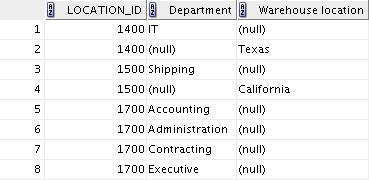 LOCATION_ID Department Warehouse location
1 1400 IT (null)
2 1400 (null) Texas
3 1500 Shipping (null)
4 1500 (null) California
5 1700 Accounting (null)
6 1700 Administration (null)
7 1700 Contracting (null)
8 1700 Executive (null)